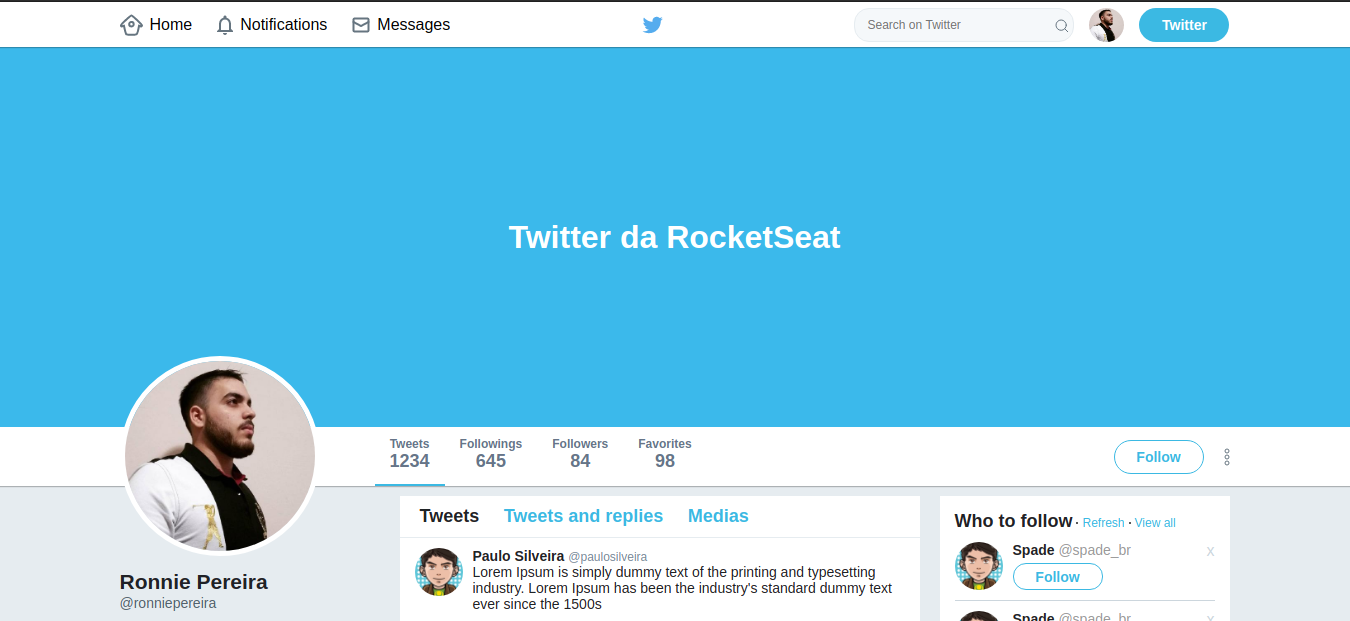 Home Notifications Messages Search on Twitter Twitter
Twitter da RocketSeat
Tweets Followings Followers Favorites
1234 645 84 98
Follow
Ronnie Pereira
@ronniepereira
Tweets Tweets and replies Medias
Paulo Silveira @paulosilveira
Lorem Ipsum is simply dummy text of the printing and typesetting
industry. Lorem Ipsum has been the industry's standard dummy text
ever since the 1500s
Who to follow · Refresh · View all
Spade @spade_br x
Follow
Spade @spade_br x